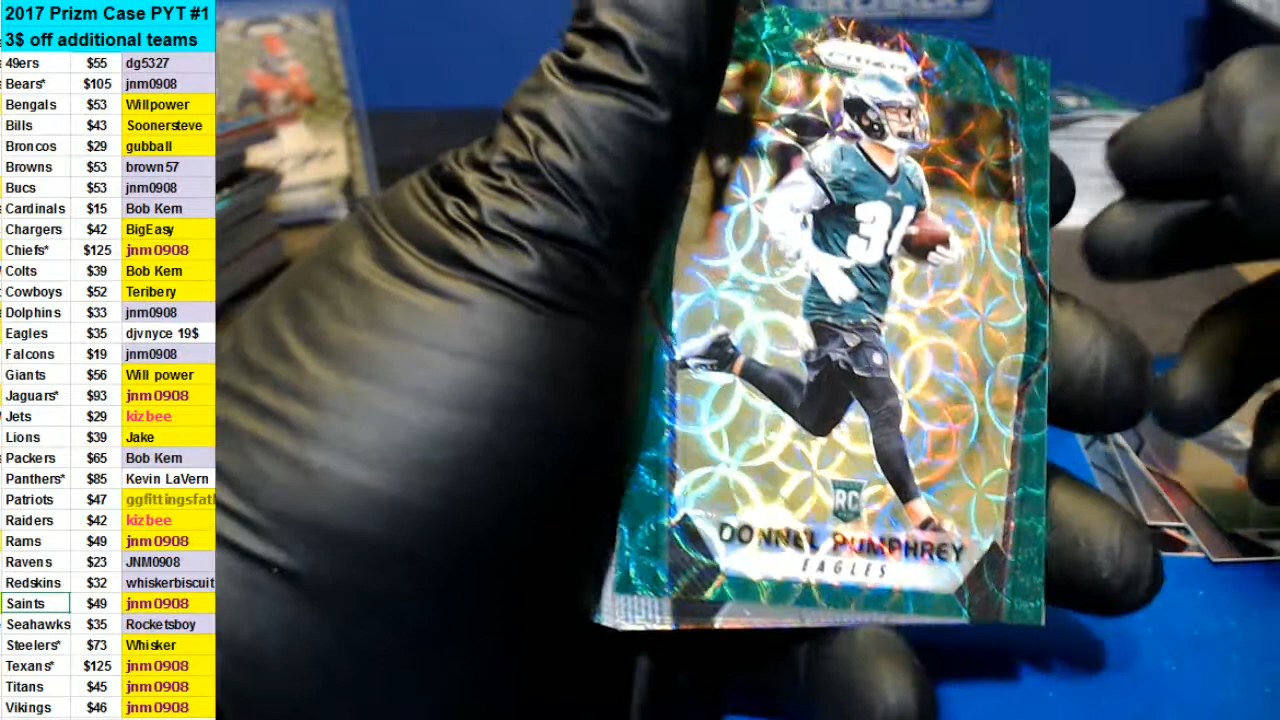 2017 Prizm Case PYT #1
3$ off additional teams
49ers $55 dg5327
Bears* $105 jnm0908
Bengals $53 Willpower
Bills $43 Soonersteve
Broncos $29 gubball
Browns $53 brown57
Bucs $53 jnm0908
Cardinals $15 Bob Kern
Chargers $42 BigEasy
Chiefs* $125 jnm0908
Colts $39 Bob Kern
Cowboys $52 Teribery
Dolphins $33 jnm0908
Eagles $35 djvnyce 19$
Falcons $19 jnm0908
Giants $56 Will power
Jaguars* $93 jnm0908
Jets $29 kizbee
Lions $39 Jake
Packers $65 Bob Kern
Panthers* $85 Kevin LaVern
Patriots $47 ggfittingsfatl
Raiders $42 kizbee
Rams $49 jnm0908
Ravens $23 JNM0908
Redskins $32 whiskerbiscuit
Saints $49 jnm0908
Seahawks $35 Rocketsboy
Steelers* $73 Whisker
Texans* $125 jnm0908
Titans $45 jnm0908
Vikings $46 jnm0908
PRIZM
RC
DONNEL PUMPHREY
EAGLES